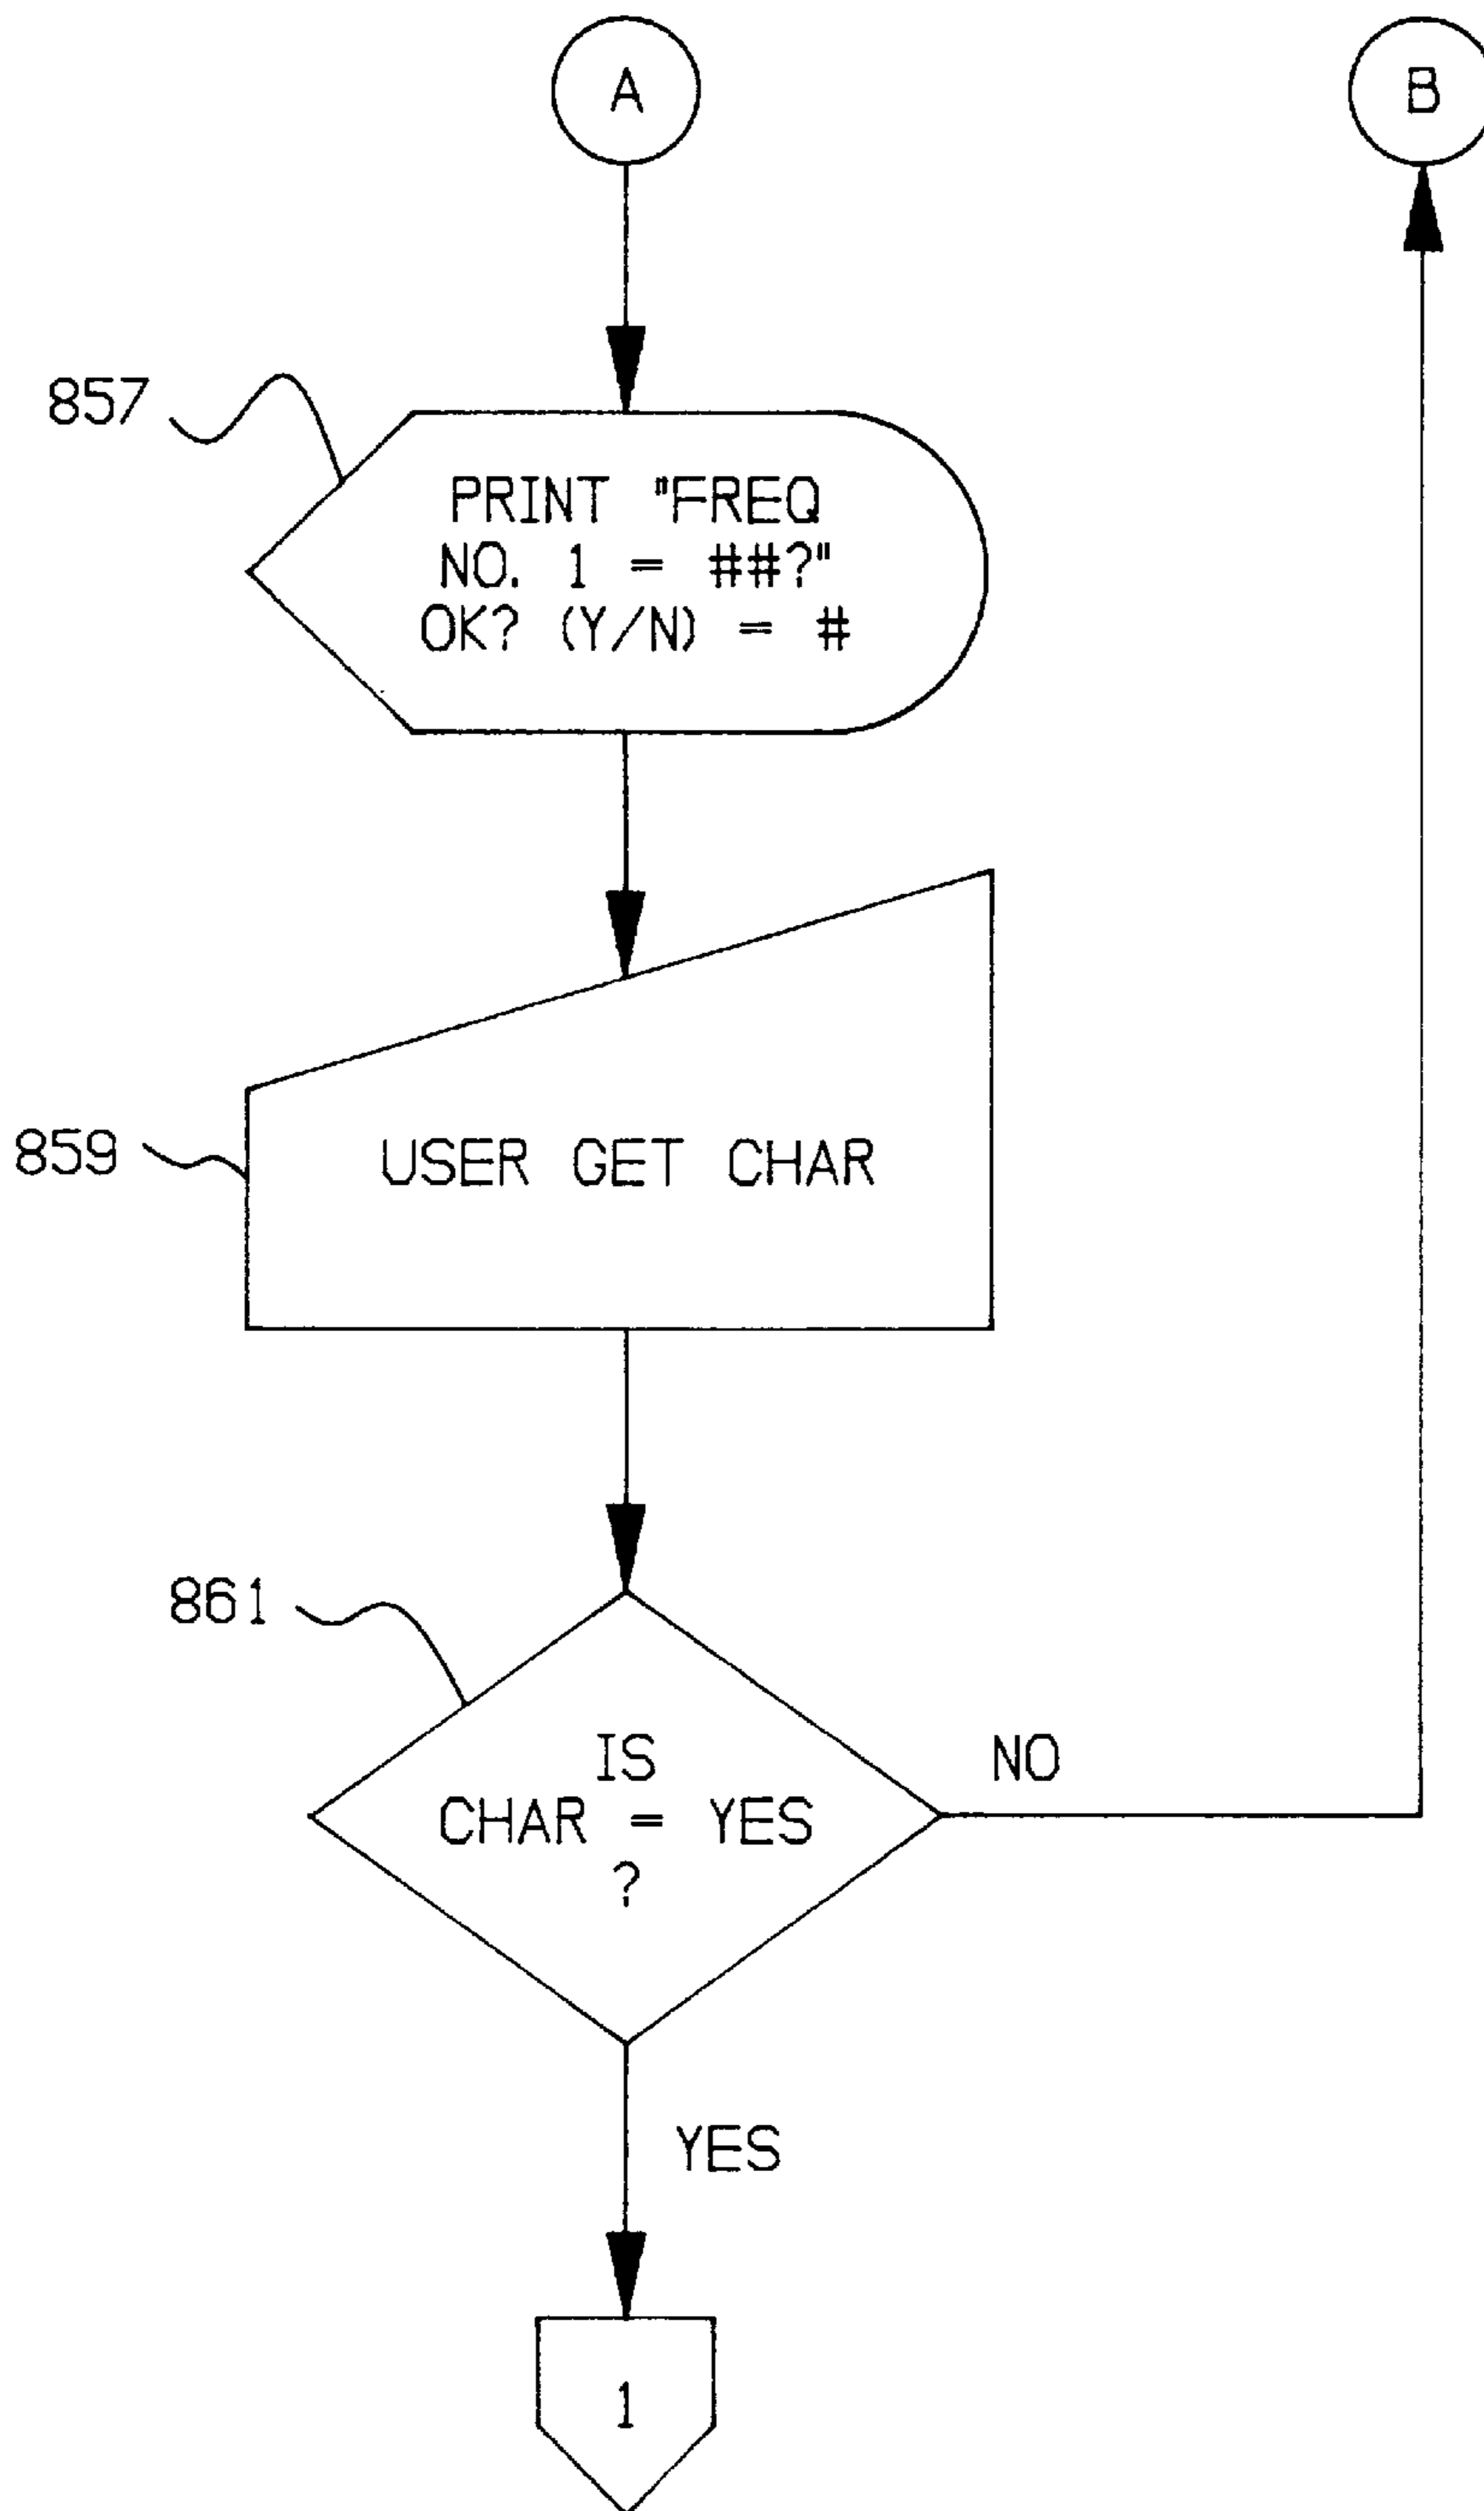 A
B
857
PRINT "FREQ
NO. 1 = ##?"
OK? (Y/N) = #
859
USER GET CHAR
861
IS
CHAR = YES
?
NO
YES
1